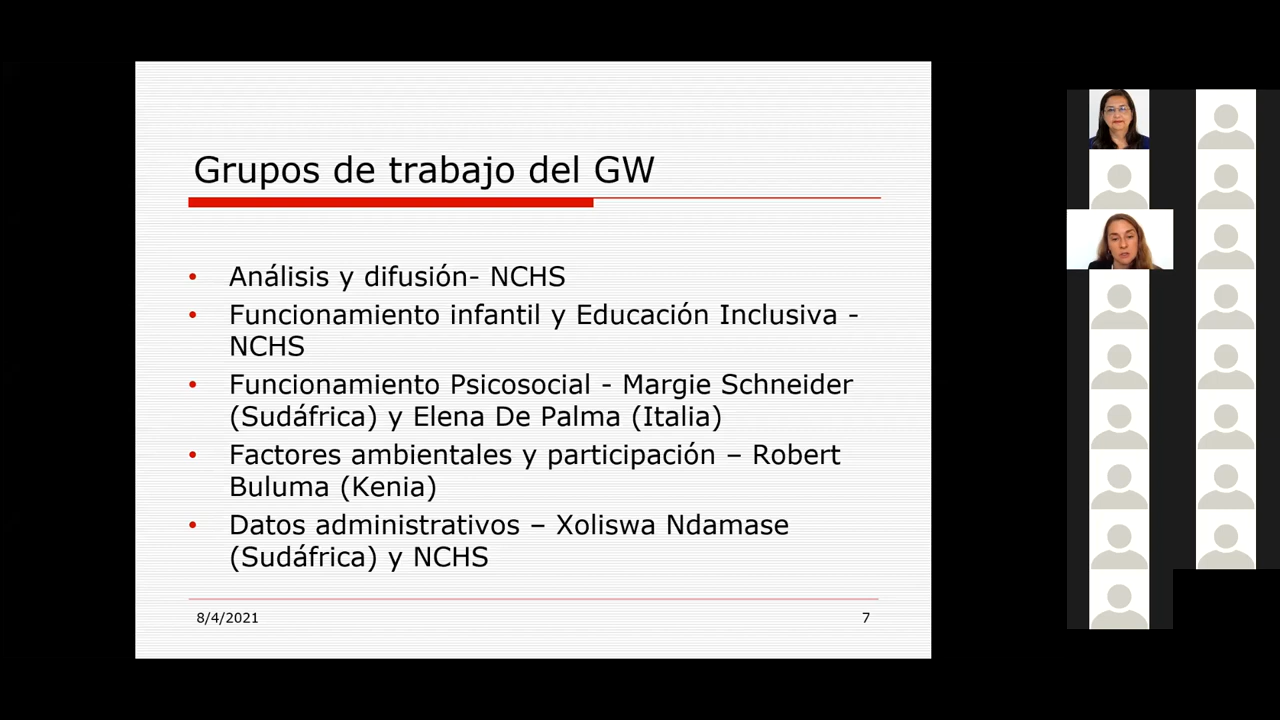 Grupos de trabajo del GW
• Análisis y difusión- NCHS
• Funcionamiento infantil y Educación Inclusiva -
NCHS
• Funcionamiento Psicosocial - Margie Schneider
(Sudáfrica) y Elena De Palma (Italia)
• Factores ambientales y participación – Robert
Buluma (Kenia)
• Datos administrativos – Xoliswa Ndamase
(Sudáfrica) y NCHS
8/4/2021
7